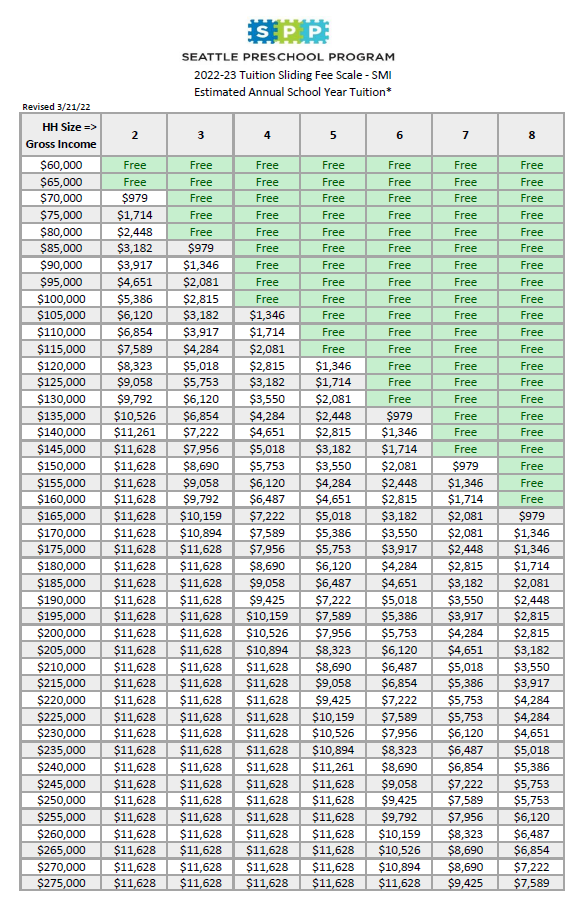 SPP
SEATTLE PRESCHOOL PROGRAM
2022-23 Tuition Sliding Fee Scale - SMI
Estimated Annual School Year Tuition*
Revised 3/21/22
HH Size => 2 3 4 5 6 7 8
Gross Income
$60,000 Free Free Free Free Free Free Free
$65,000 Free Free Free Free Free Free Free
$70,000 $979 Free Free Free Free Free Free
$75,000 $1,714 Free Free Free Free Free Free
$80,000 $2,448 Free Free Free Free Free Free
$85,000 $3,182 $979 Free Free Free Free Free
$90,000 $3,917 $1,346 Free Free Free Free Free
$95,000 $4,651 $2,081 Free Free Free Free Free
$100,000 $5,386 $2,815 Free Free Free Free Free
$105,000 $6,120 $3,182 $1,346 Free Free Free Free
$110,000 $6,854 $3,917 $1,714 Free Free Free Free
$115,000 $7,589 $4,284 $2,081 Free Free Free Free
$120,000 $8,323 $5,018 $2,815 $1,346 Free Free Free
$125,000 $9,058 $5,753 $3,182 $1,714 Free Free Free
$130,000 $9,792 $6,120 $3,550 $2,081 Free Free Free
$135,000 $10,526 $6,854 $4,284 $2,448 $979 Free Free
$140,000 $11,261 $7,222 $4,651 $2,815 $1,346 Free Free
$145,000 $11,628 $7,956 $5,018 $3,182 $1,714 Free Free
$150,000 $11,628 $8,690 $5,753 $3,550 $2,081 $979 Free
$155,000 $11,628 $9,058 $6,120 $4,284 $2,448 $1,346 Free
$160,000 $11,628 $9,792 $6,487 $4,651 $2,815 $1,714 Free
$165,000 $11,628 $10,159 $7,222 $5,018 $3,182 $2,081 $979
$170,000 $11,628 $10,894 $7,589 $5,386 $3,550 $2,081 $1,346
$175,000 $11,628 $11,628 $7,956 $5,753 $3,917 $2,448 $1,346
$180,000 $11,628 $11,628 $8,690 $6,120 $4,284 $2,815 $1,714
$185,000 $11,628 $11,628 $9,058 $6,487 $4,651 $3,182 $2,081
$190,000 $11,628 $11,628 $9,425 $7,222 $5,018 $3,550 $2,448
$195,000 $11,628 $11,628 $10,159 $7,589 $5,386 $3,917 $2,815
$200,000 $11,628 $11,628 $10,526 $7,956 $5,753 $4,284 $2,815
$205,000 $11,628 $11,628 $10,894 $8,323 $6,120 $4,651 $3,182
$210,000 $11,628 $11,628 $11,628 $8,690 $6,487 $5,018 $3,550
$215,000 $11,628 $11,628 $11,628 $9,058 $6,854 $5,386 $3,917
$220,000 $11,628 $11,628 $11,628 $9,425 $7,222 $5,753 $4,284
$225,000 $11,628 $11,628 $11,628 $10,159 $7,589 $5,753 $4,284
$230,000 $11,628 $11,628 $11,628 $10,526 $7,956 $6,120 $4,651
$235,000 $11,628 $11,628 $11,628 $10,894 $8,323 $6,487 $5,018
$240,000 $11,628 $11,628 $11,628 $11,261 $8,690 $6,854 $5,386
$245,000 $11,628 $11,628 $11,628 $11,628 $9,058 $7,222 $5,753
$250,000 $11,628 $11,628 $11,628 $11,628 $9,425 $7,589 $5,753
$255,000 $11,628 $11,628 $11,628 $11,628 $9,792 $7,956 $6,120
$260,000 $11,628 $11,628 $11,628 $11,628 $10,159 $8,323 $6,487
$265,000 $11,628 $11,628 $11,628 $11,628 $10,526 $8,690 $6,854
$270,000 $11,628 $11,628 $11,628 $11,628 $10,894 $8,690 $7,222
$275,000 $11,628 $11,628 $11,628 $11,628 $11,628 $9,425 $7,589